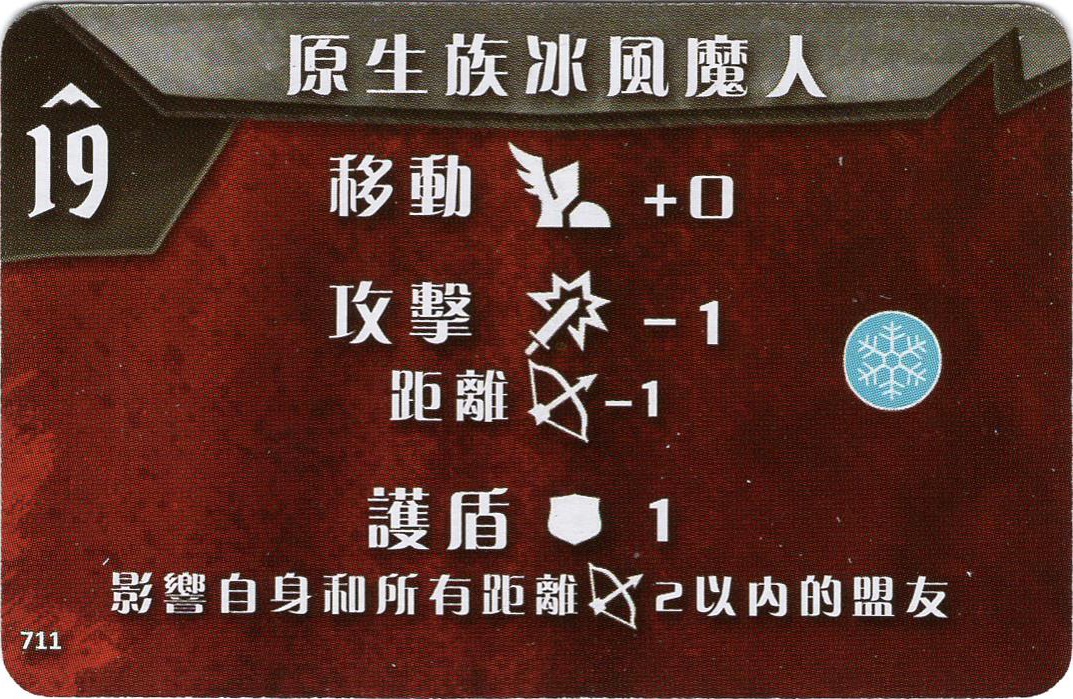 原生族冰風魔人
19
移動 +0
攻擊 -1
距離 -1
護盾 1
影響自身和所有距離 2以內的盟友
711